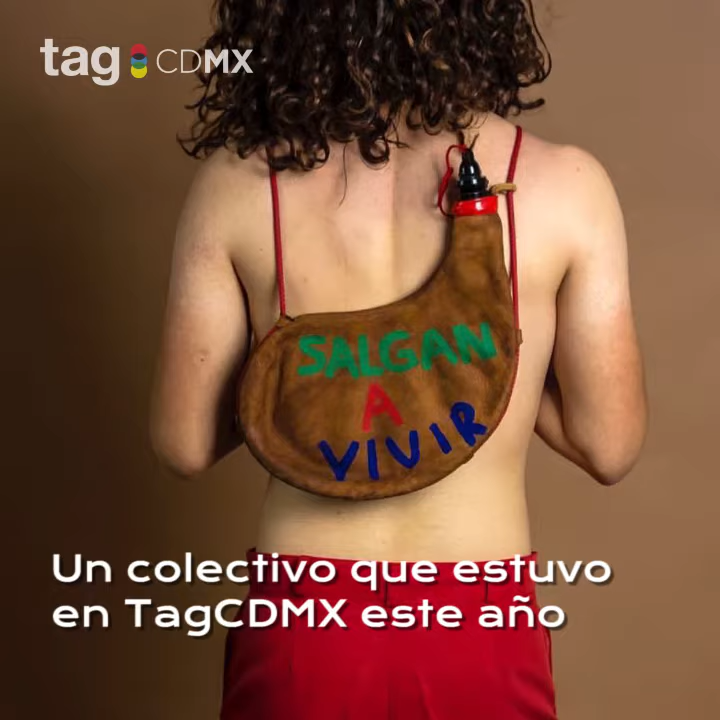 tag CDMX
SALGAN
A
VIVIR
Un colectivo que estuvo
en TagCDMX este año